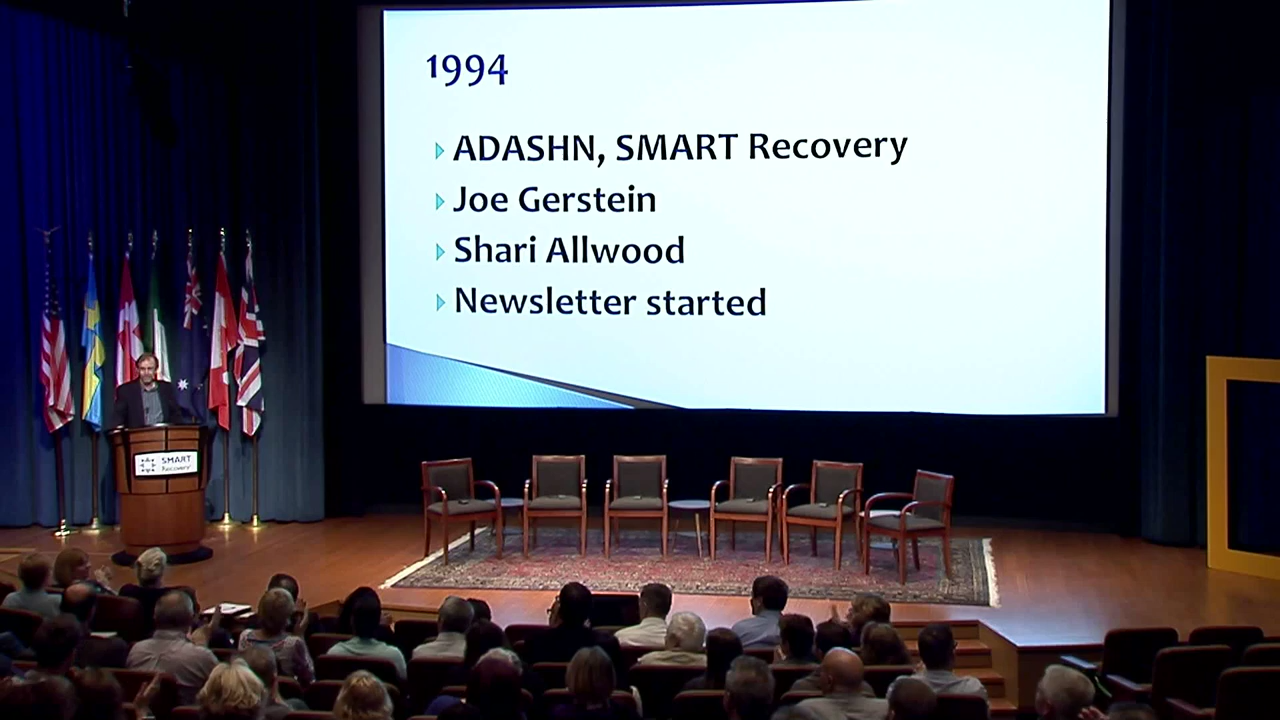 1994
ADASHN, SMART Recovery
Joe Gerstein
Shari Allwood
Newsletter started
SMART
Recovery